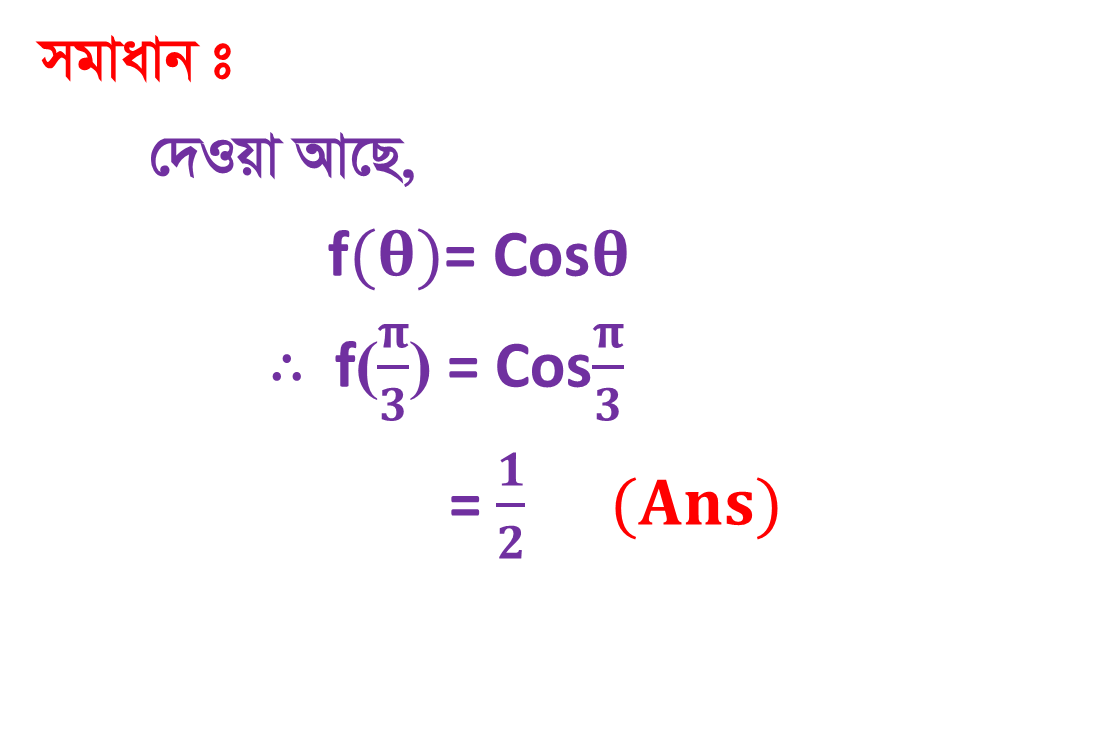 সমাধান ঃ
দেওয়া আছে,
f(θ)= Cosθ
∴ f(π/3) = Cosπ/3
= 1/2 (Ans)